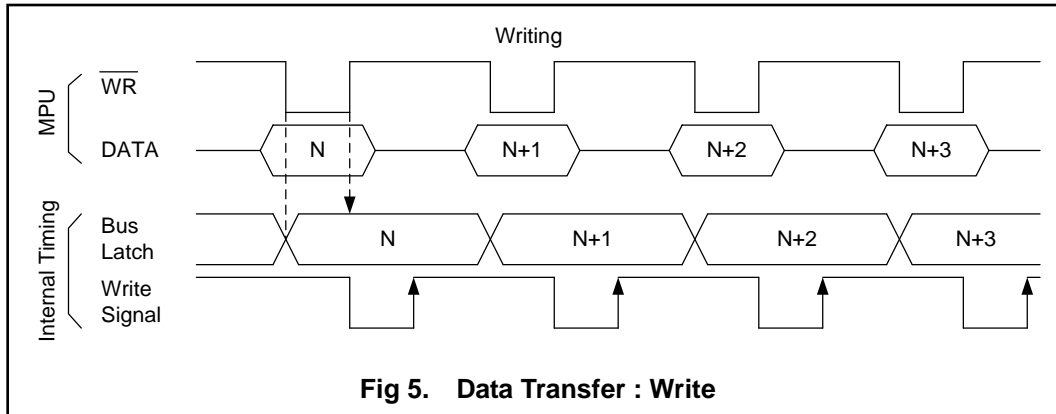 Writing
WR
MPU
DATA
N
N+1
N+2
N+3
Internal Timing
Bus
Latch
N
N+1
N+2
N+3
Write
Signal
Fig 5. Data Transfer : Write